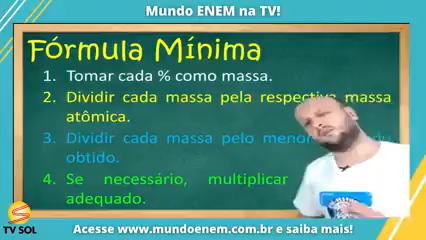 Mundo ENEM na TV!
Fórmula Mínima
1. Tomar cada % como massa.
2. Dividir cada massa pela respectiva massa
atômica.
3. Dividir cada massa pelo
obtido.
4. Se necessário, multiplicar
adequado.
TV SOL
Acesse www.mundoenem.com.br e saiba mais!